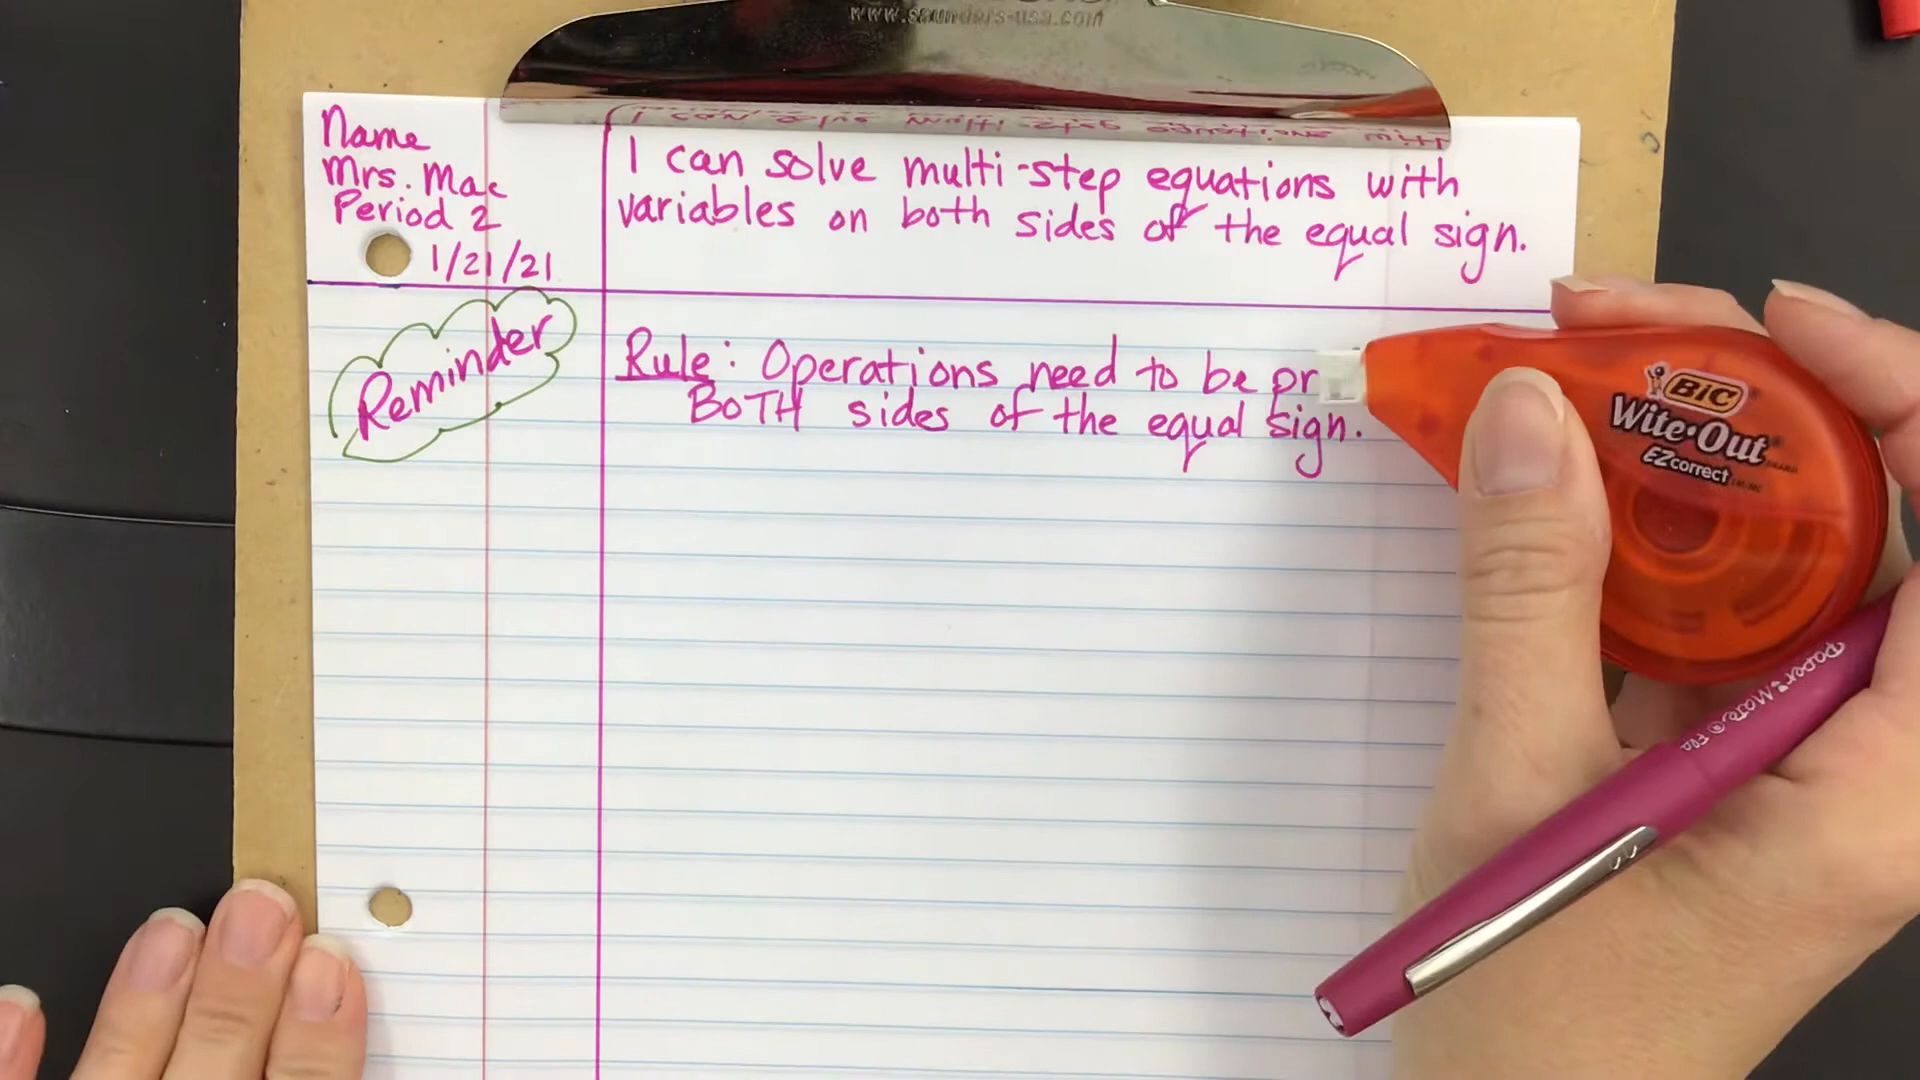 www.saunders-usa.com
Name
Mrs. Mac
Period 2
1/21/21
I can solve multi-step equations with
variables on both sides of the equal sign.
Reminder
Rule: Operations need to be pr
BOTH sides of the equal sign.
BIC
Wite·Out
EZcorrect
Paper Mate